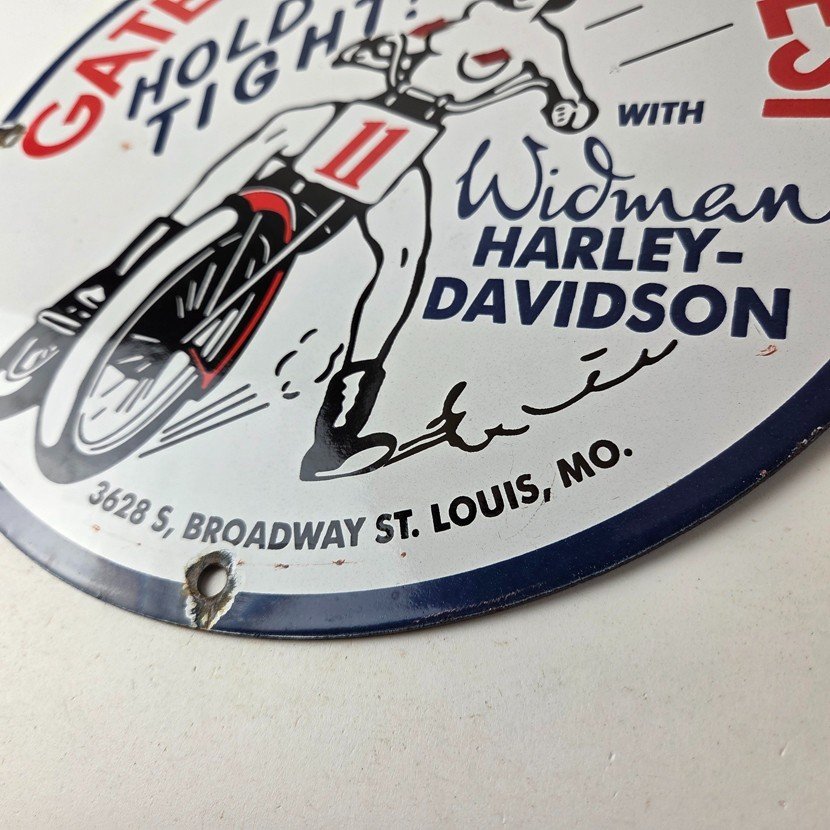 GATE
HOLD
TIGHT!
11
WITH
Widman
HARLEY-
DAVIDSON
3628 S, BROADWAY ST. LOUIS, MO.